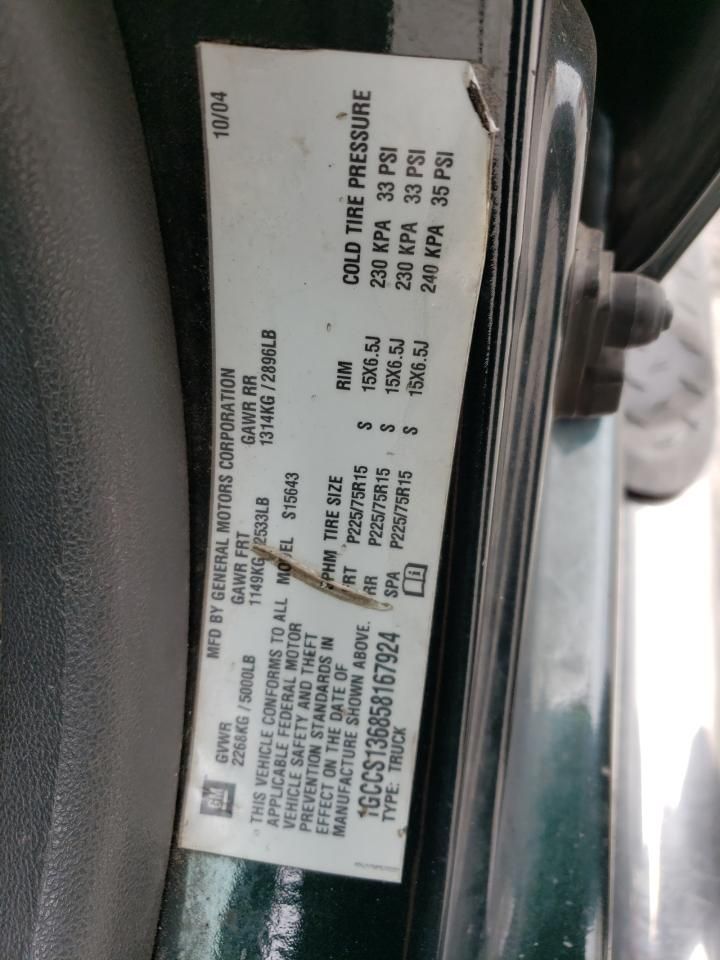 GM
MFD BY GENERAL MOTORS CORPORATION 10/04
GVWR GAWR FRT GAWR RR
2268KG / 5000LB 1149KG 2533LB 1314KG / 2896LB
THIS VEHICLE CONFORMS TO ALL
APPLICABLE FEDERAL MOTOR
VEHICLE SAFETY AND THEFT
PREVENTION STANDARDS IN
EFFECT ON THE DATE OF
MANUFACTURE SHOWN ABOVE.
1GCCS136858167924
TYPE: TRUCK
MODEL S15643
PHM TIRE SIZE RIM COLD TIRE PRESSURE
RT P225/75R15 S 15X6.5J 230 KPA 33 PSI
RR P225/75R15 S 15X6.5J 230 KPA 33 PSI
SPA P225/75R15 S 15X6.5J 240 KPA 35 PSI